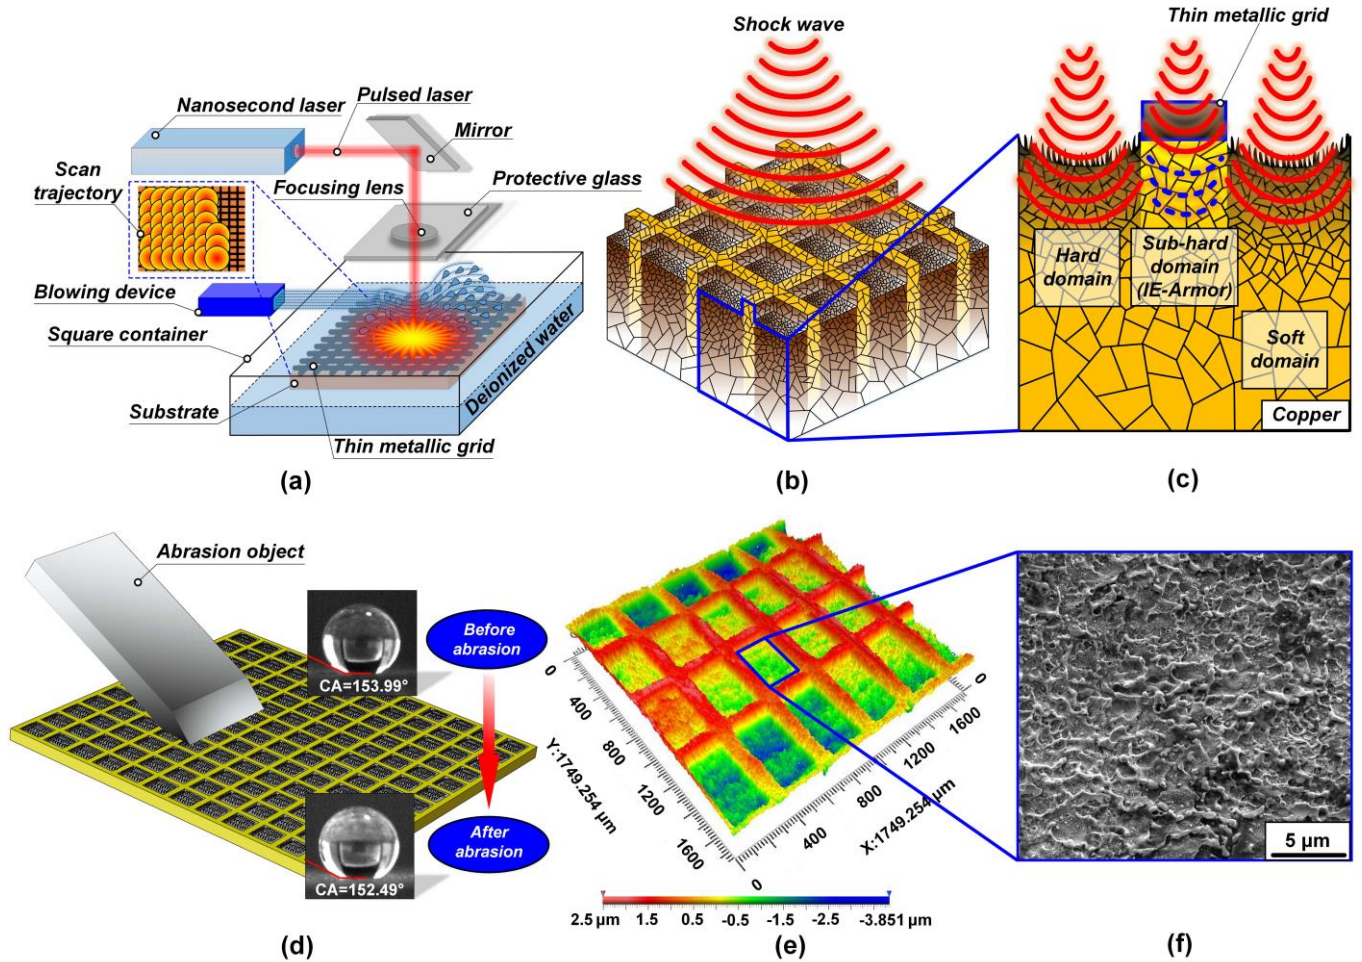 Nanosecond laser
Pulsed laser
Mirror
Scan
trajectory
Focusing lens
Protective glass
Blowing device
Square container
Deionized water
Substrate
Thin metallic grid
(a)
Shock wave
(b)
Thin metallic grid
Hard
domain
Sub-hard
domain
(IE-Armor)
Soft
domain
Copper
(c)
Abrasion object
CA=153.99°
Before
abrasion
After
abrasion
CA=152.49°
(d)
0
400
800
1200
1600
Y:1749.254 µm
0
400
800
1200
1600
0
X:1749.254 µm
2.5 µm 1.5 0.5 -0.5 -1.5 -2.5 -3.851 µm
(e)
5 µm
(f)